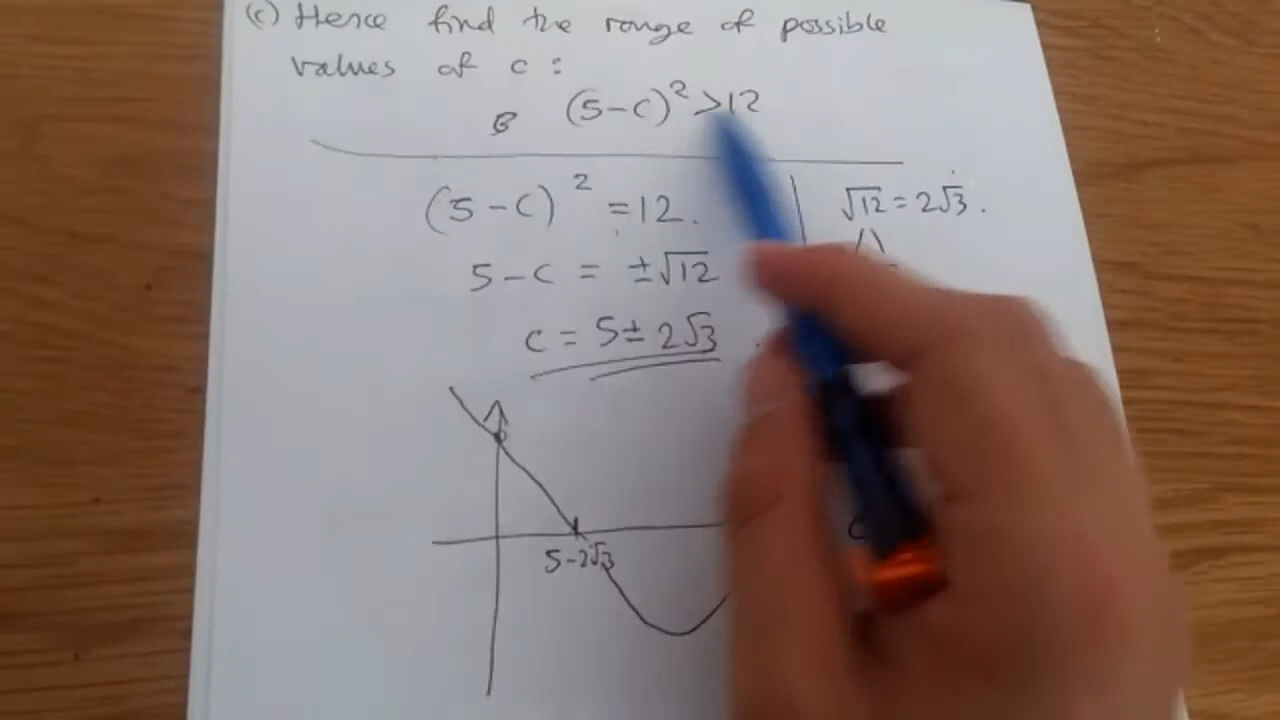 (c) Hence find the range of possible
values of c :
B (5-c)² > 12
(5-c)² = 12.
√12 = 2√3.
5-c = ±√12
c = 5 ± 2√3
5-2√3